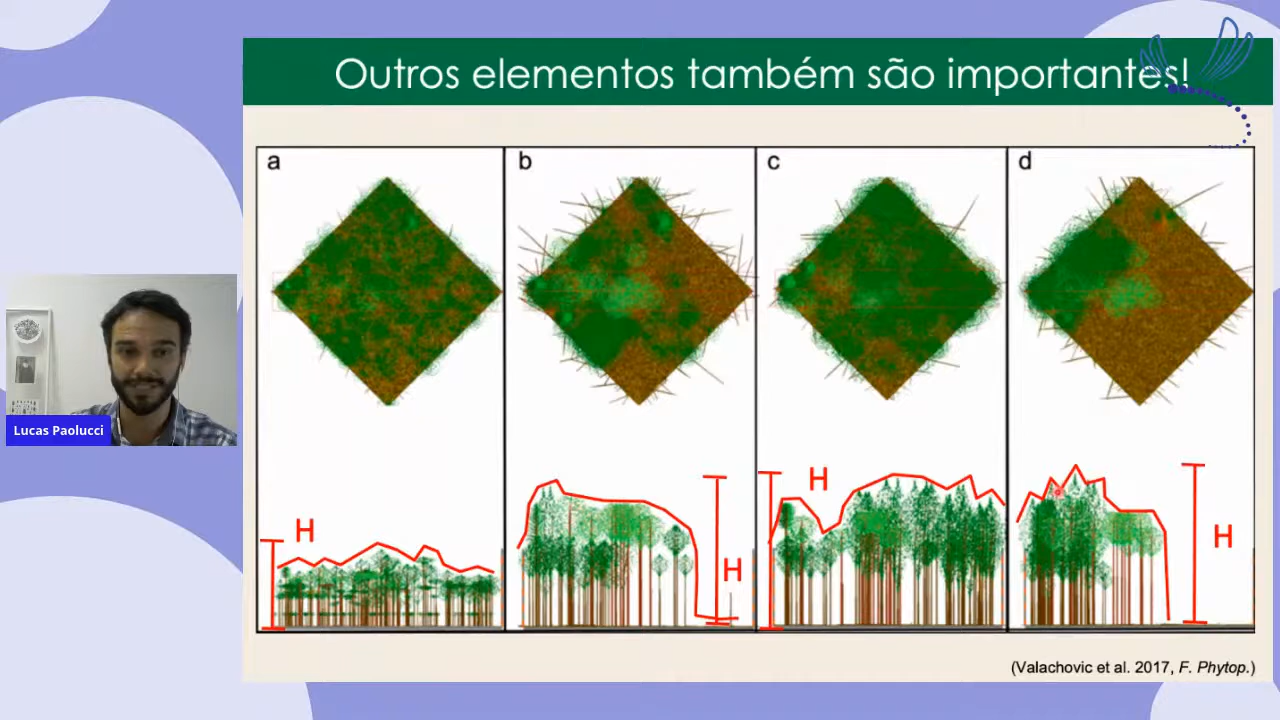 Outros elementos também são importantes!
a
b
c
d
H
H
H
H
Lucas Paolucci
(Valachovic et al. 2017, F. Phytop.)